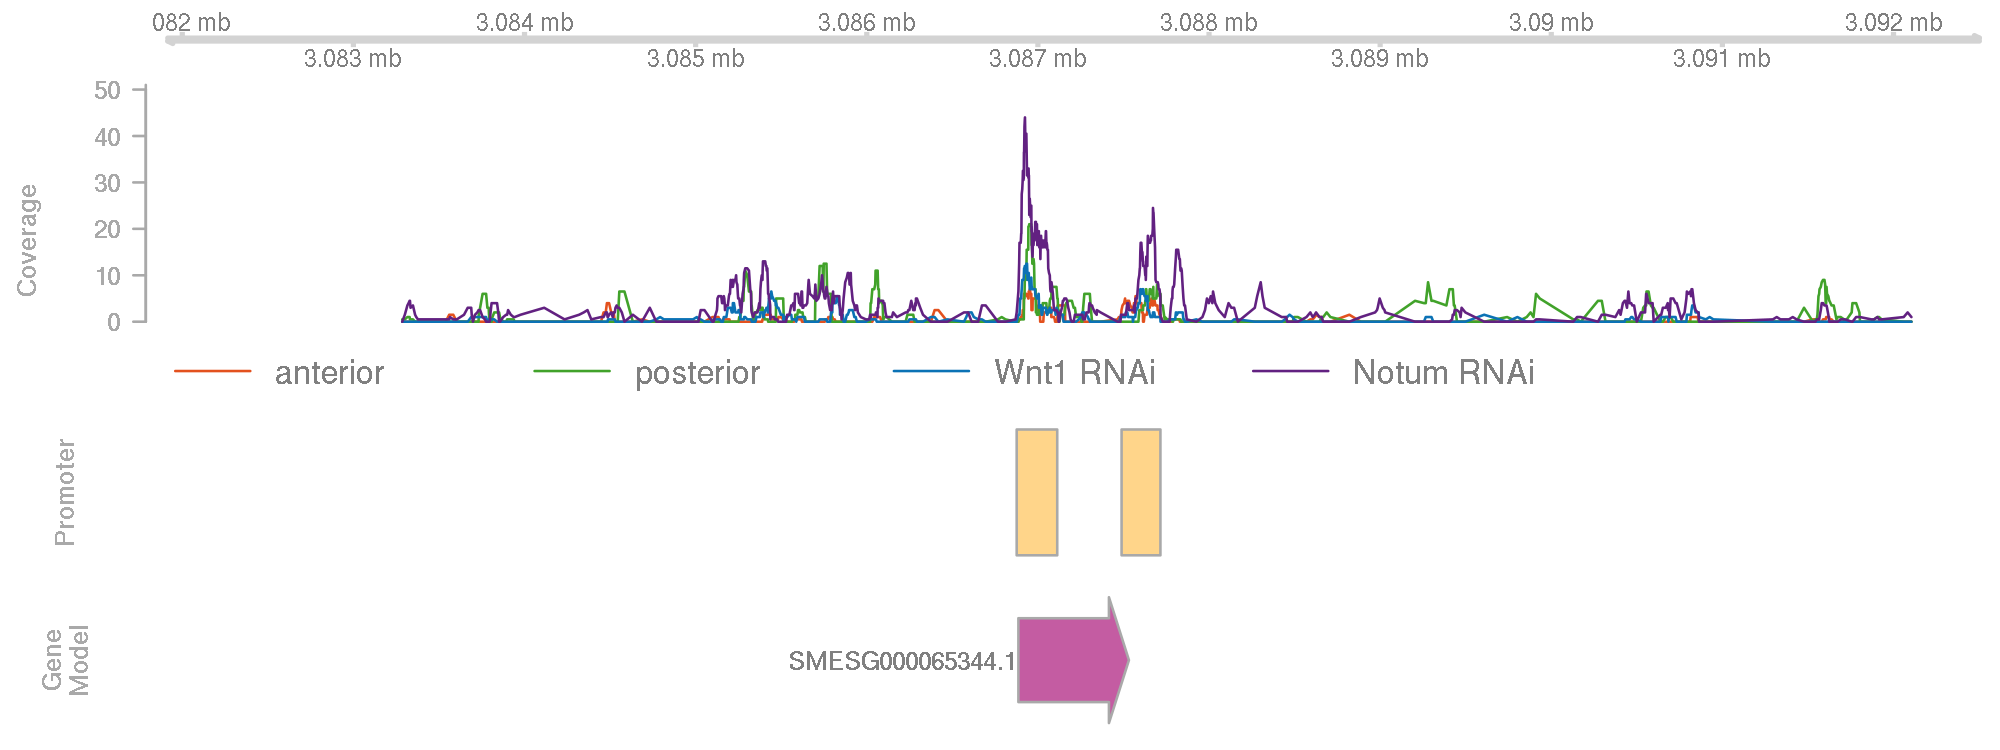 082 mb 3.084 mb 3.086 mb 3.088 mb 3.09 mb 3.092 mb
3.083 mb 3.085 mb 3.087 mb 3.089 mb 3.091 mb
50
40
30
20
10
0
Coverage
anterior posterior Wnt1 RNAi Notum RNAi
Promoter
Gene
Model
SMESG000065344.1